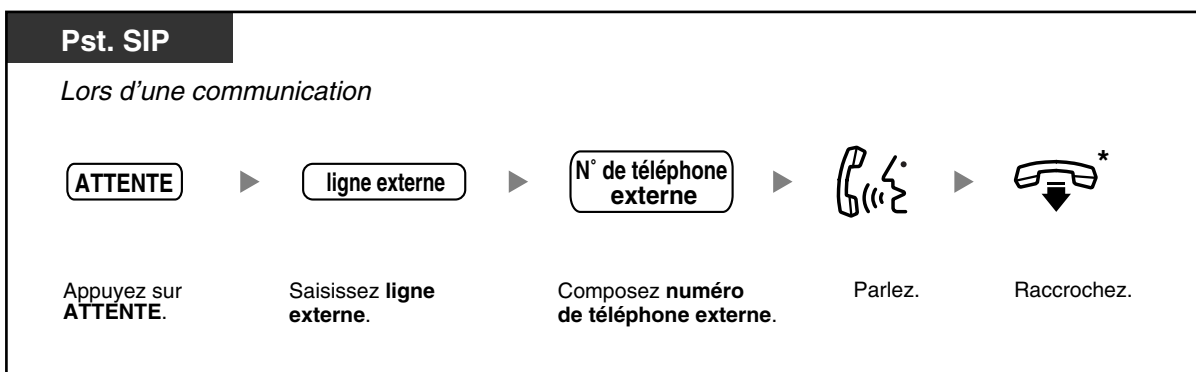 Pst. SIP
Lors d’une communication
ATTENTE
ligne externe
N° de téléphone
externe
*
Appuyez sur
ATTENTE.
Saisissez ligne
externe.
Composez numéro
de téléphone externe.
Parlez.
Raccrochez.